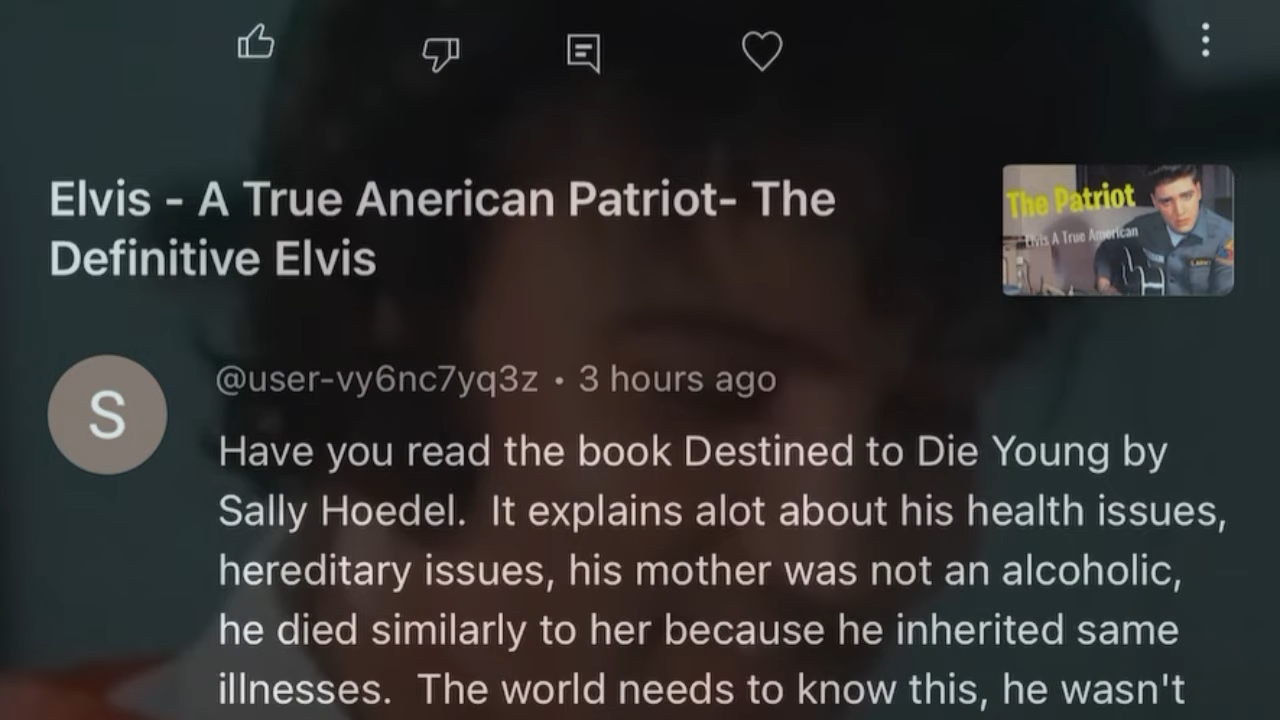 Elvis - A True Anerican Patriot- The
Definitive Elvis
The Patriot
Elvis A True American
S
@user-vy6nc7yq3z • 3 hours ago
Have you read the book Destined to Die Young by
Sally Hoedel.  It explains alot about his health issues,
hereditary issues, his mother was not an alcoholic,
he died similarly to her because he inherited same
illnesses.  The world needs to know this, he wasn't